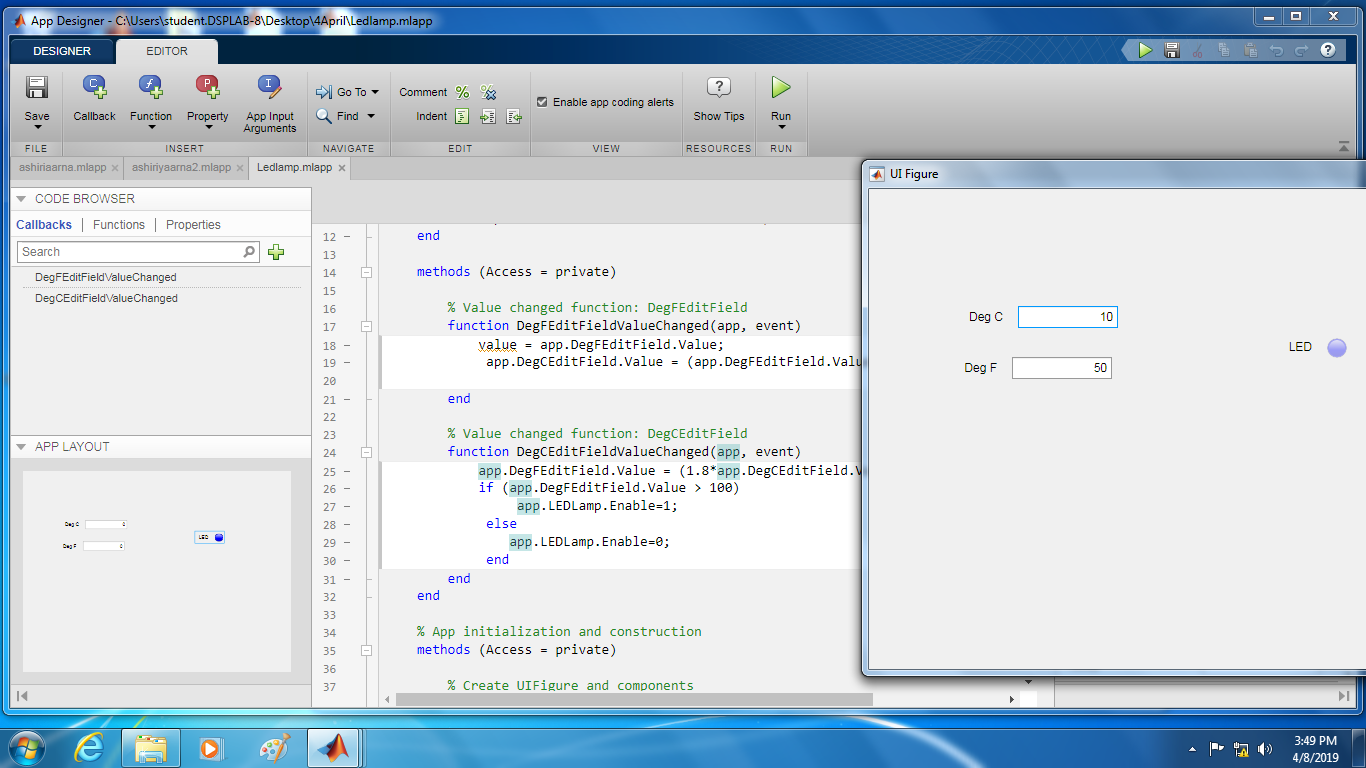 App Designer - C:\Users\student.DSPLAB-8\Desktop\4April\Ledlamp.mlapp
DESIGNER
EDITOR
Save
Callback
Function
Property
App Input
Arguments
Go To
Find
Comment
Indent
Enable app coding alerts
Show Tips
Run
FILE
INSERT
NAVIGATE
EDIT
VIEW
RESOURCES
RUN
ashiriaarna.mlapp
ashiriyaarna2.mlapp
Ledlamp.mlapp
CODE BROWSER
Callbacks
Functions
Properties
Search
DegFEditFieldValueChanged
DegCEditFieldValueChanged
APP LAYOUT
Deg C 0
Deg F 0
LED
12 – end
13
14 – methods (Access = private)
15
16 % Value changed function: DegFEditField
17 function DegFEditFieldValueChanged(app, event)
18 – value = app.DegFEditField.Value;
19 – app.DegCEditField.Value = (app.DegFEditField.Valu
20
21 – end
22
23 % Value changed function: DegCEditField
24 function DegCEditFieldValueChanged(app, event)
25 – app.DegFEditField.Value = (1.8*app.DegCEditField.V
26 – if (app.DegFEditField.Value > 100)
27 – app.LEDLamp.Enable=1;
28 – else
29 – app.LEDLamp.Enable=0;
30 – end
31 – end
32 – end
33
34 % App initialization and construction
35 – methods (Access = private)
36
37 % Create UIFigure and components
UI Figure
Deg C 10
Deg F 50
LED
3:49 PM
4/8/2019